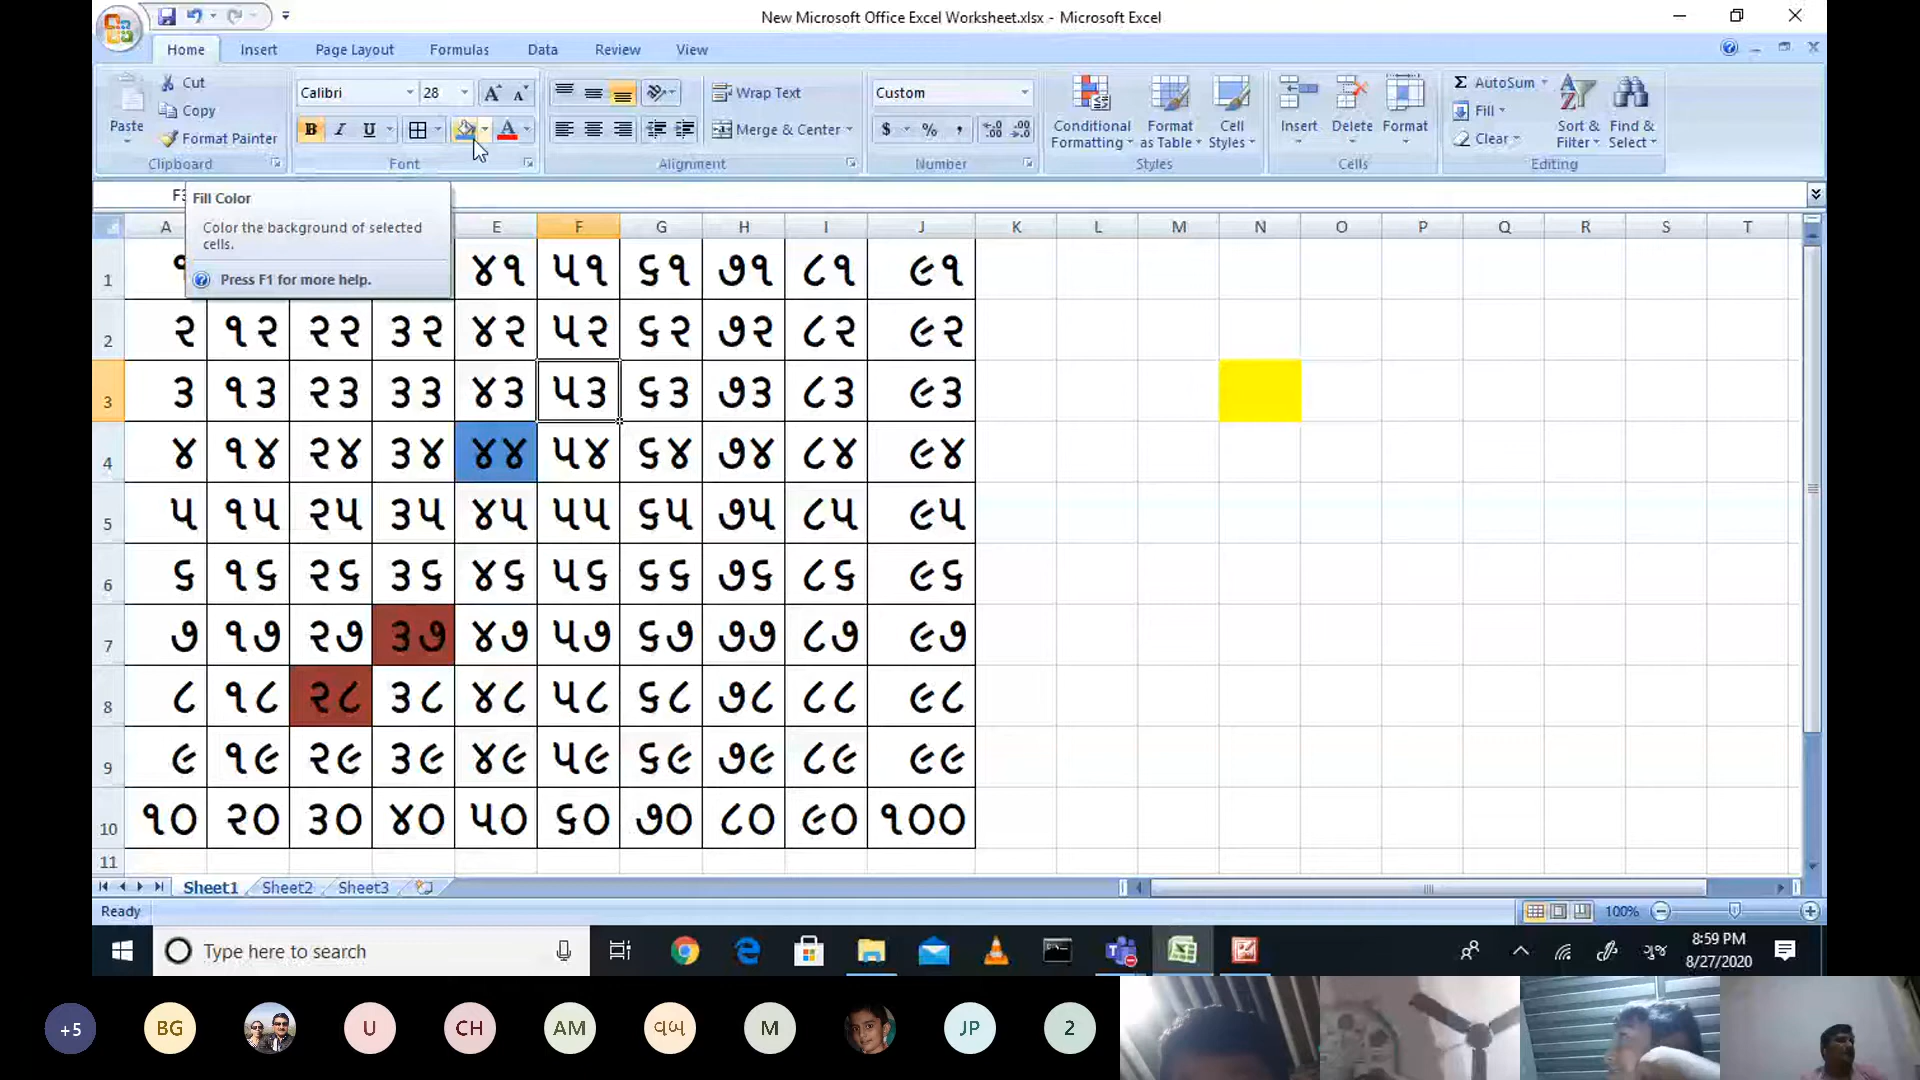 New Microsoft Office Excel Worksheet.xlsx - Microsoft Excel
Home Insert Page Layout Formulas Data Review View
Paste Cut Copy Format Painter
Clipboard
Calibri 28
B I U A
Font
Wrap Text
Merge & Center
Alignment
Custom
$ % ,
Number
Conditional Formatting Format as Table Cell Styles
Styles
Insert Delete Format
Cells
Σ AutoSum Fill Clear Sort & Filter Find & Select
Editing
Fill Color
Color the background of selected cells.
Press F1 for more help.
A E F G H I J K L M N O P Q R S T
1 ૪૧ ૫૧ ૬૧ ૭૧ ૮૧ ૯૧
2 ૨ ૧૨ ૨૨ ૩૨ ૪૨ ૫૨ ૬૨ ૭૨ ૮૨ ૯૨
3 ૩ ૧૩ ૨૩ ૩૩ ૪૩ ૫૩ ૬૩ ૭૩ ૮૩ ૯૩
4 ૪ ૧૪ ૨૪ ૩૪ ૪૪ ૫૪ ૬૪ ૭૪ ૮૪ ૯૪
5 ૫ ૧૫ ૨૫ ૩૫ ૪૫ ૫૫ ૬૫ ૭૫ ૮૫ ૯૫
6 ૬ ૧૬ ૨૬ ૩૬ ૪૬ ૫૬ ૬૬ ૭૬ ૮૬ ૯૬
7 ૭ ૧૭ ૨૭ ૩૭ ૪૭ ૫૭ ૬૭ ૭૭ ૮૭ ૯૭
8 ૮ ૧૮ ૨૮ ૩૮ ૪૮ ૫૮ ૬૮ ૭૮ ૮૮ ૯૮
9 ૯ ૧૯ ૨૯ ૩૯ ૪૯ ૫૯ ૬૯ ૭૯ ૮૯ ૯૯
10 ૧૦ ૨૦ ૩૦ ૪૦ ૫૦ ૬૦ ૭૦ ૮૦ ૯૦ ૧૦૦
11
Sheet1 Sheet2 Sheet3
Ready 100%
Type here to search
ગુજ 8:59 PM
8/27/2020
+5 BG U CH AM વબ M JP 2